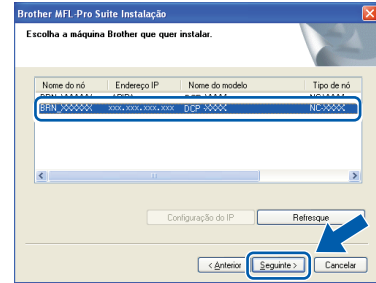 Brother MFL-Pro Suite Instalação
Escolha a máquina Brother que quer instalar.
Nome do nó Endereço IP Nome do modelo Tipo de nó
BRN_XXXXXX xxx.xxx.xxx.xxx DCP-XXXX NC-XXXX
Configuração do IP Refresque
< Anterior Seguinte > Cancelar